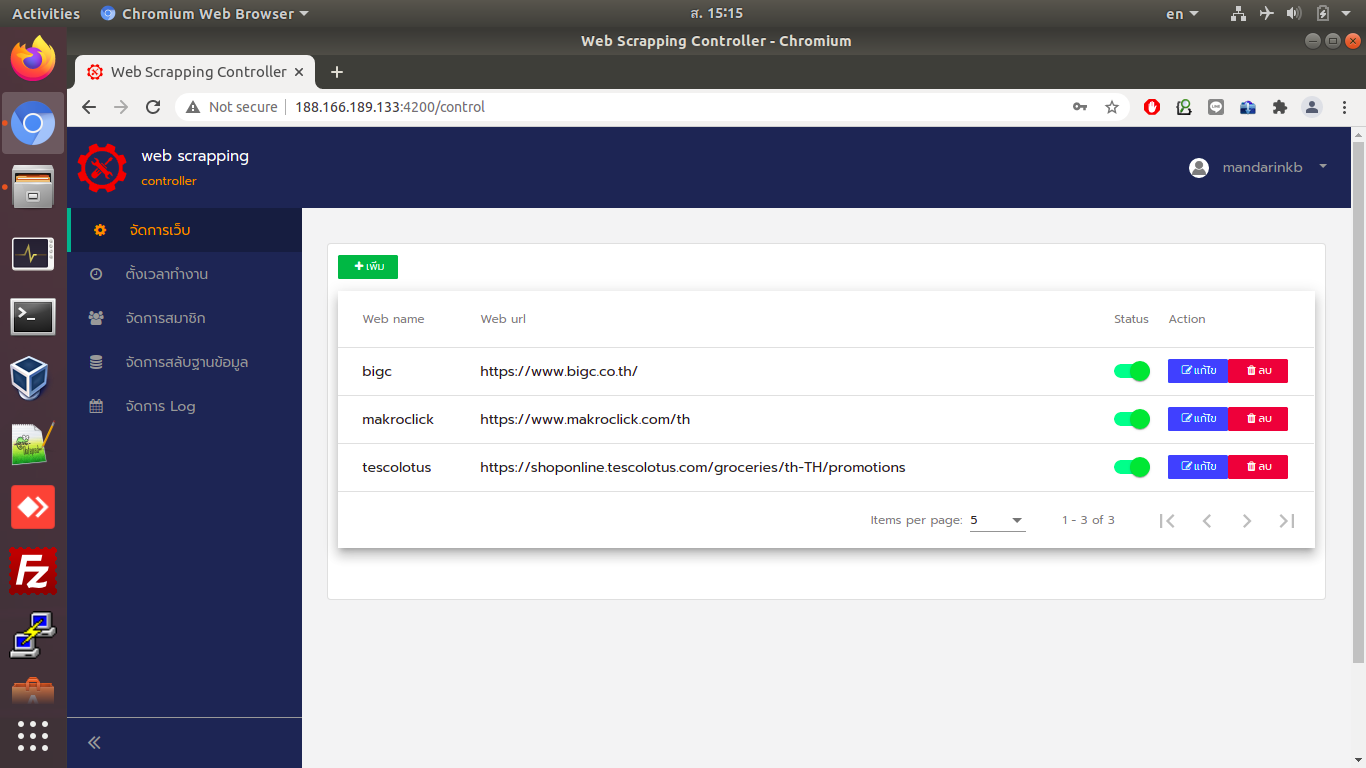 Activities
Chromium Web Browser
ส. 15:15
en
Web Scrapping Controller - Chromium
Web Scrapping Controller
Not secure
188.166.189.133:4200/control
web scrapping
controller
mandarinkb
จัดการเว็บ
ตั้งเวลาทำงาน
จัดการสมาชิก
จัดการสลับฐานข้อมูล
จัดการ Log
เพิ่ม
Web name Web url Status Action
bigc https://www.bigc.co.th/ แก้ไข ลบ
makroclick https://www.makroclick.com/th แก้ไข ลบ
tescolotus https://shoponline.tescolotus.com/groceries/th-TH/promotions แก้ไข ลบ
Items per page: 5 1 - 3 of 3